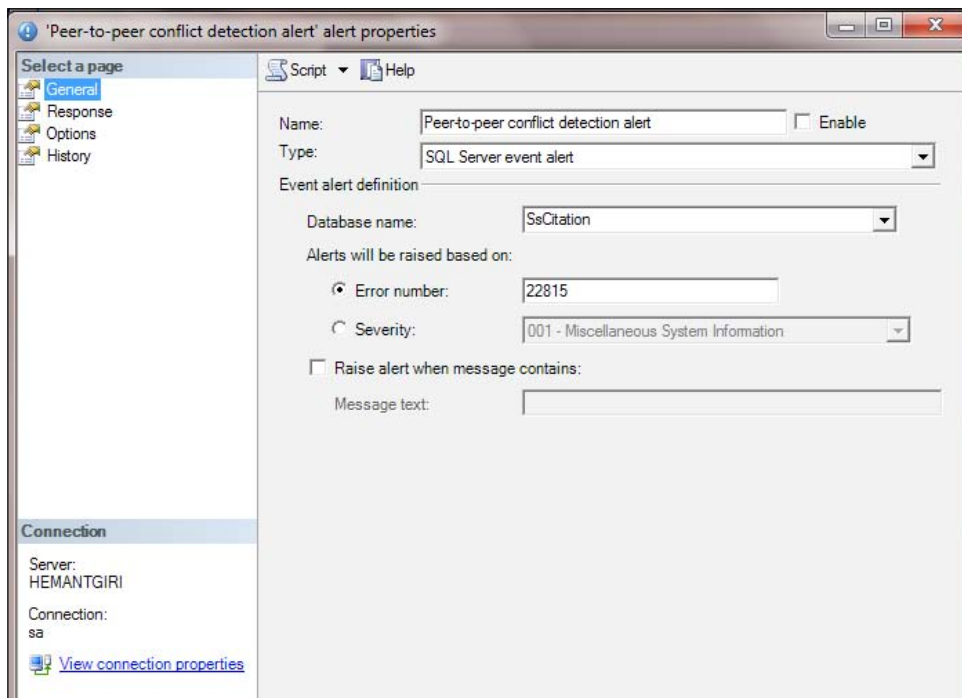 'Peer-to-peer conflict detection alert' alert properties
Select a page
General
Response
Options
History
Script Help
Name: Peer-to-peer conflict detection alert Enable
Type: SQL Server event alert
Event alert definition
Database name: SsCitation
Alerts will be raised based on:
Error number: 22815
Severity: 001 - Miscellaneous System Information
Raise alert when message contains:
Message text:
Connection
Server:
HEMANTGIRI
Connection:
sa
View connection properties